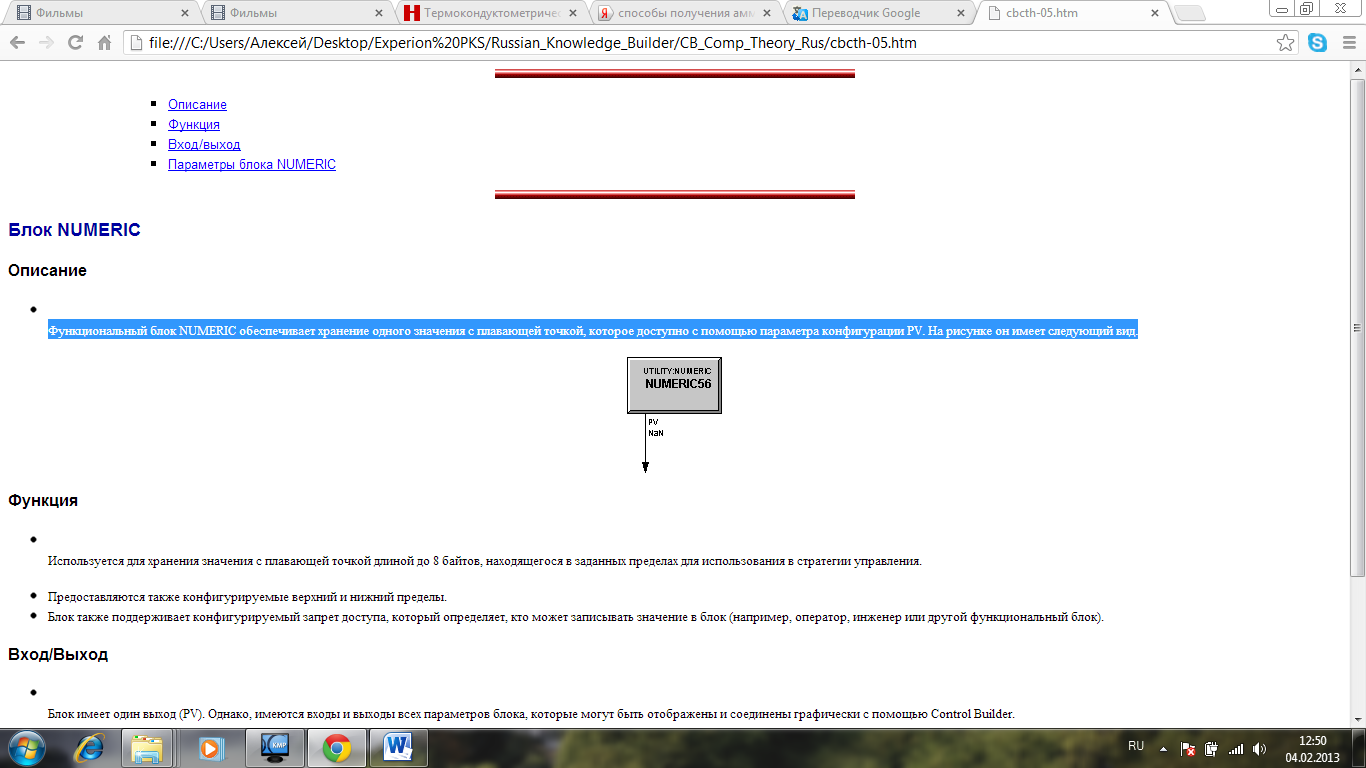 Фильмы
Фильмы
Термокондуктометричес
способы получения амм
Переводчик Google
cbcth-05.htm
file:///C:/Users/Алексей/Desktop/Experion%20PKS/Russian_Knowledge_Builder/CB_Comp_Theory_Rus/cbcth-05.htm
Описание
Функция
Вход/выход
Параметры блока NUMERIC
Блок NUMERIC
Описание
Функциональный блок NUMERIC обеспечивает хранение одного значения с плавающей точкой, которое доступно с помощью параметра конфигурации PV. На рисунке он имеет следующий вид.
UTILITY:NUMERIC
NUMERIC56
PV
NaN
Функция
Используется для хранения значения с плавающей точкой длиной до 8 байтов, находящегося в заданных пределах для использования в стратегии управления.
Предоставляются также конфигурируемые верхний и нижний пределы.
Блок также поддерживает конфигурируемый запрет доступа, который определяет, кто может записывать значение в блок (например, оператор, инженер или другой функциональный блок).
Вход/Выход
Блок имеет один выход (PV). Однако, имеются входы и выходы всех параметров блока, которые могут быть отображены и соединены графически с помощью Control Builder.
RU
12:50
04.02.2013